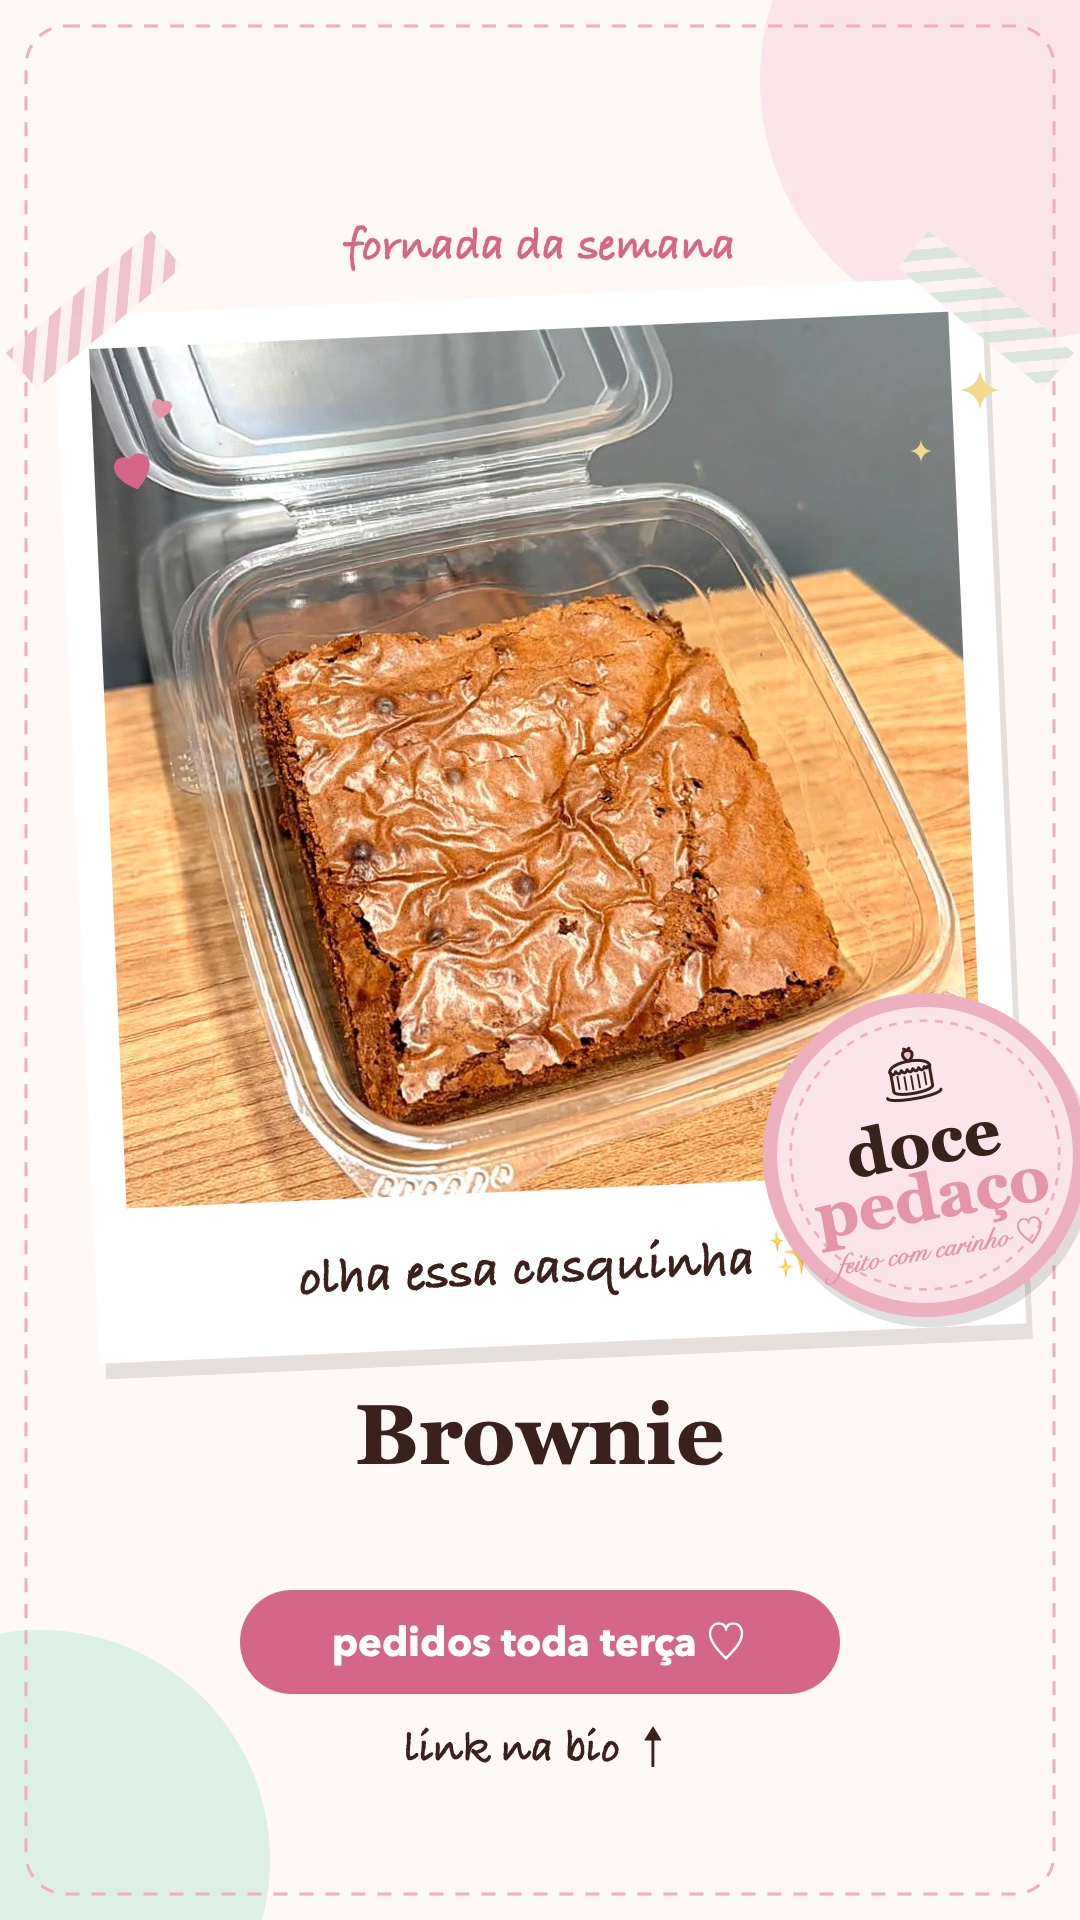 fornada da semana
doce
pedaço
feito com carinho ♡
olha essa casquinha ✨
Brownie
pedidos toda terça ♡
link na bio ↑